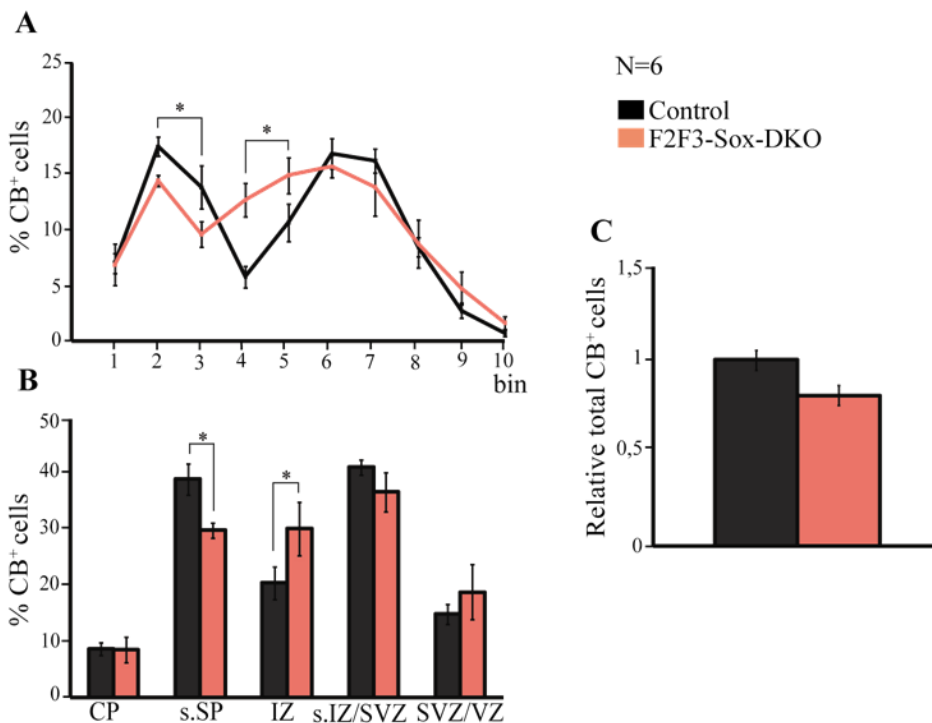 A
N=6
Control
F2F3-Sox-DKO
% CB⁺ cells
25
20
15
10
5
0
*
*
1 2 3 4 5 6 7 8 9 10
bin
B
% CB⁺ cells
50
40
30
20
10
0
*
*
CP s.SP IZ s.IZ/SVZ SVZ/VZ
C
Relative total CB⁺ cells
1,5
1
0,5
0